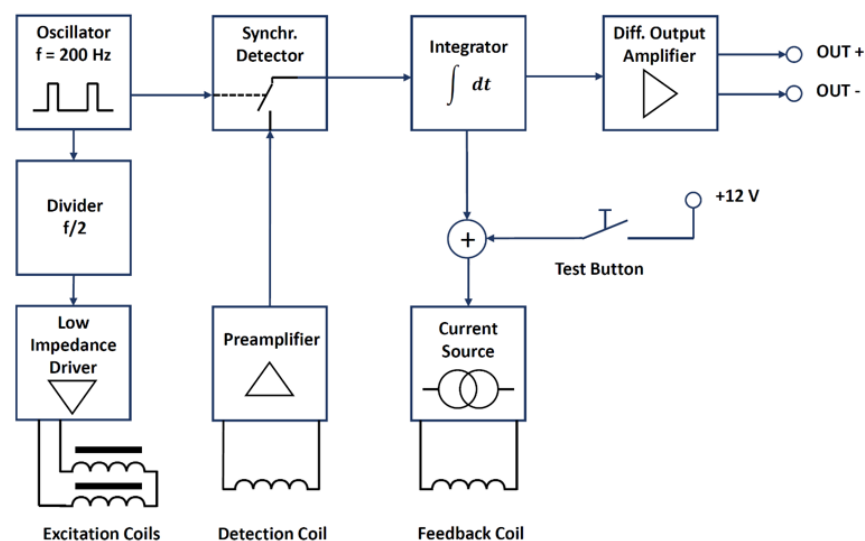 Oscillator
f = 200 Hz
Synchr.
Detector
Integrator
∫ dt
Diff. Output
Amplifier
OUT +
OUT -
Divider
f/2
+
+12 V
Test Button
Low
Impedance
Driver
Preamplifier
Current
Source
Excitation Coils
Detection Coil
Feedback Coil